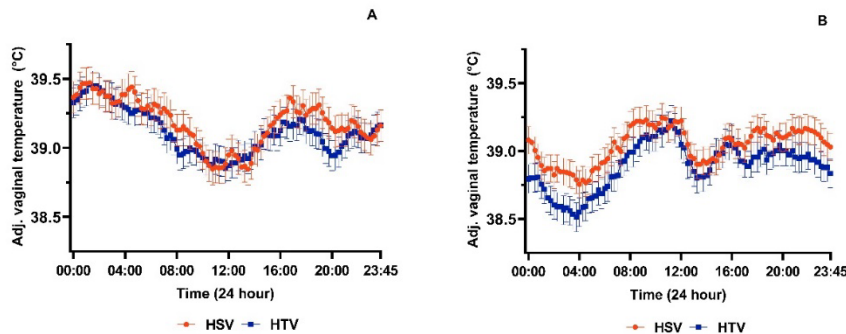 A
Adj. vaginal temperature (°C)
39.5
39.0
38.5
00:00 04:00 08:00 12:00 16:00 20:00 23:45
Time (24 hour)
HSV HTV
B
Adj. vaginal temperature (°C)
39.5
39.0
38.5
00:00 04:00 08:00 12:00 16:00 20:00 23:45
Time (24 hour)
HSV HTV